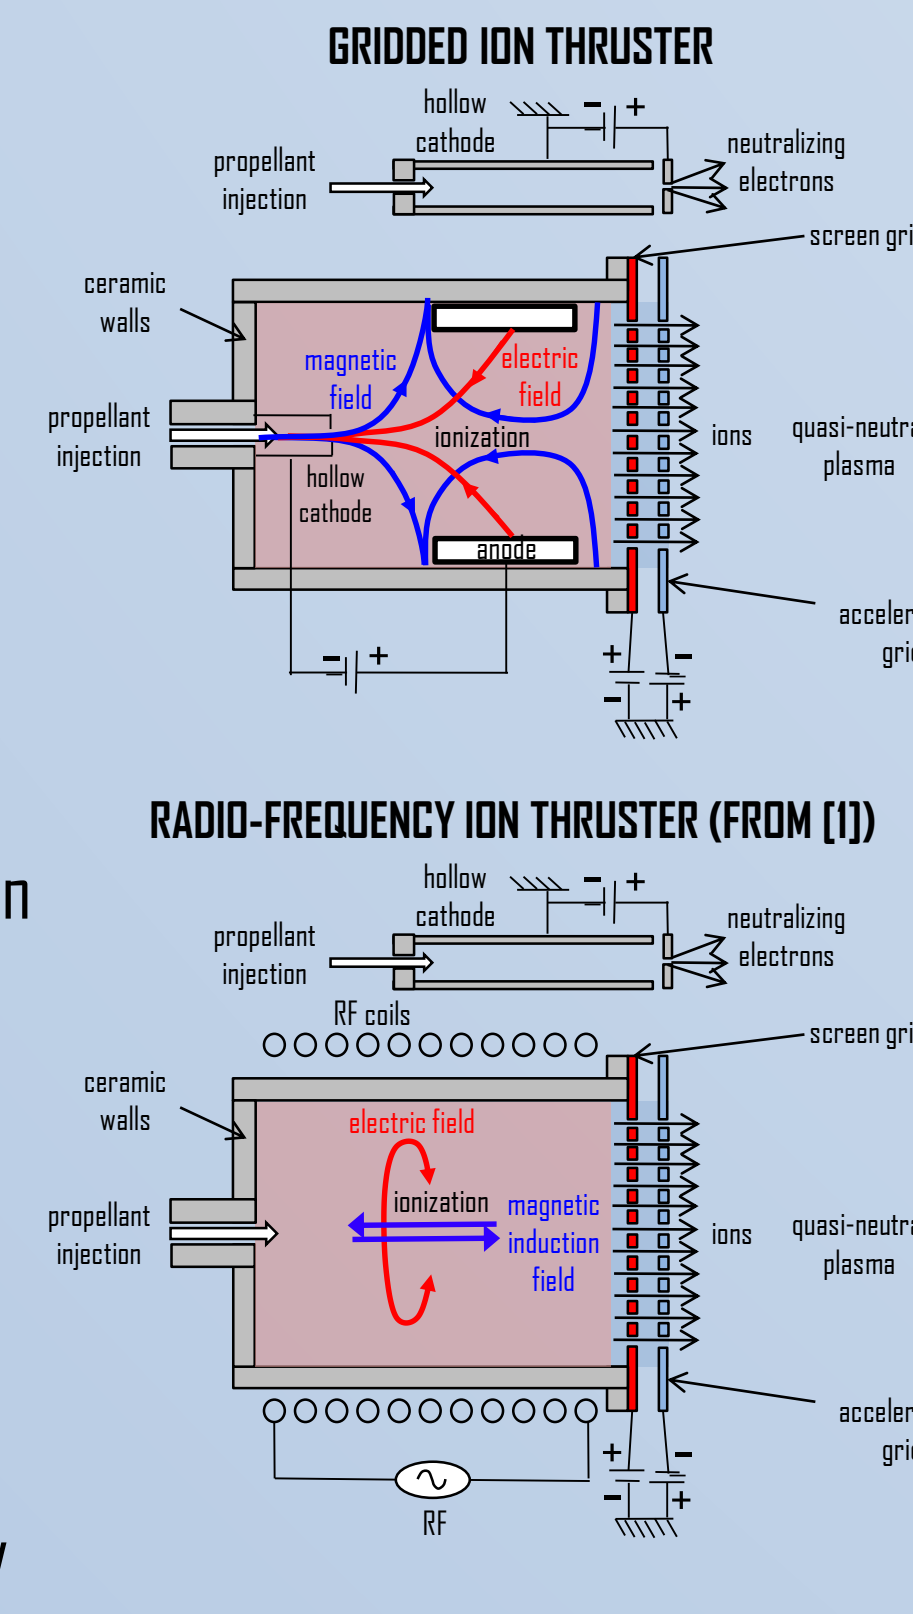 GRIDDED ION THRUSTER
hollow
cathode
- +
propellant
injection
neutralizing
electrons
screen gri
ceramic
walls
magnetic
field
electric
field
propellant
injection
ionization
ions
quasi-neutra
plasma
hollow
cathode
anode
acceler
gri
- +
+ -
- +
RADIO-FREQUENCY ION THRUSTER (FROM [1])
n
hollow
cathode
- +
propellant
injection
neutralizing
electrons
RF coils
screen gri
ceramic
walls
electric field
ionization
magnetic
induction
field
propellant
injection
ions
quasi-neutra
plasma
acceler
gri
+ -
- +
RF